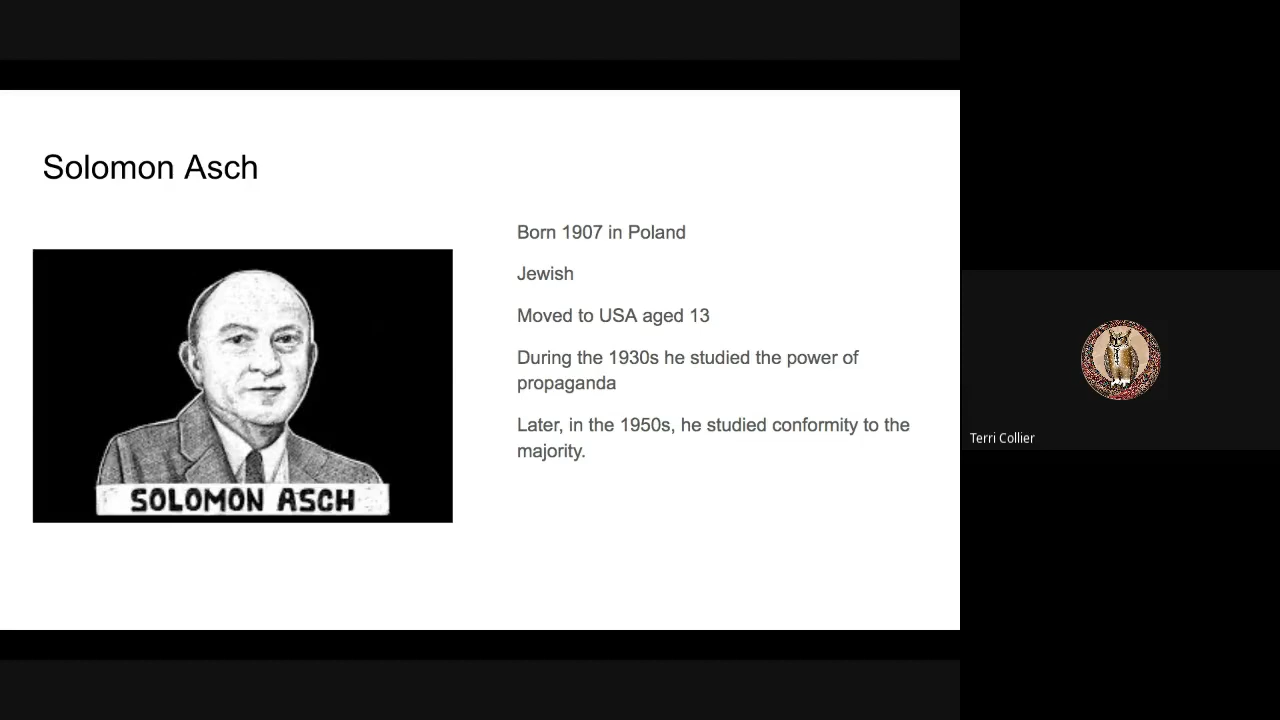 Solomon Asch
Born 1907 in Poland
Jewish
Moved to USA aged 13
During the 1930s he studied the power of
propaganda
Later, in the 1950s, he studied conformity to the
majority.
SOLOMON ASCH
Terri Collier